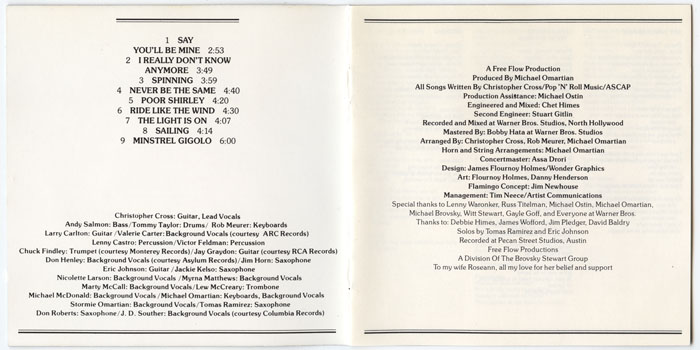 1 SAY
YOU'LL BE MINE 2:53
2 I REALLY DON'T KNOW
ANYMORE 3:49
3 SPINNING 3:59
4 NEVER BE THE SAME 4:40
5 POOR SHIRLEY 4:20
6 RIDE LIKE THE WIND 4:30
7 THE LIGHT IS ON 4:07
8 SAILING 4:14
9 MINSTREL GIGOLO 6:00
Christopher Cross: Guitar, Lead Vocals
Andy Salmon: Bass/Tommy Taylor: Drums/ Rob Meurer: Keyboards
Larry Carlton: Guitar/Valerie Carter: Background Vocals (courtesy ARC Records)
Lenny Castro: Percussion/Victor Feldman: Percussion
Chuck Findley: Trumpet (courtesy Monterey Records)/Jay Graydon: Guitar (courtesy RCA Records)
Don Henley: Background Vocals (courtesy Asylum Records)/Jim Horn: Saxophone
Eric Johnson: Guitar /Jackie Kelso: Saxophone
Nicolette Larson: Background Vocals /Myrna Matthews: Background Vocals
Marty McCall: Background Vocals/Lew McCreary: Trombone
Michael McDonald: Background Vocals /Michael Omartian: Keyboards, Background Vocals
Stormie Omartian: Background Vocals/Tomas Ramirez: Saxophone
Don Roberts: Saxophone/J. D. Souther: Background Vocals (courtesy Columbia Records)
A Free Flow Production
Produced By Michael Omartian
All Songs Written By Christopher Cross/Pop 'N' Roll Music/ASCAP
Production Assistance: Michael Ostin
Engineered and Mixed: Chet Himes
Second Engineer: Stuart Gitlin
Recorded and Mixed at Warner Bros. Studios, North Hollywood
Mastered By: Bobby Hata at Warner Bros. Studios
Arranged By: Christopher Cross, Rob Meurer, Michael Omartian
Horn and String Arrangements: Michael Omartian
Concertmaster: Assa Drori
Design: James Flournoy Holmes/Wonder Graphics
Art: Flournoy Holmes, Danny Henderson
Flamingo Concept: Jim Newhouse
Management: Tim Neece/Artist Communications
Special thanks to Lenny Waronker, Russ Titelman, Michael Ostin, Michael Omartian,
Michael Brovsky, Witt Stewart, Gayle Goff, and Everyone at Warner Bros.
Thanks to: Debbie Himes, James Wofford, Jim Pledger, David Baldry
Solos by Tomas Ramirez and Eric Johnson
Recorded at Pecan Street Studios, Austin
Free Flow Productions
A Division Of The Brovsky Stewart Group
To my wife Roseann, all my love for her belief and support